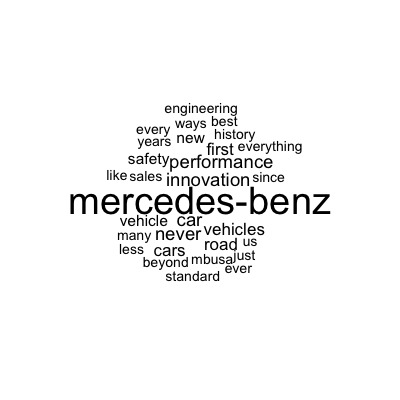 engineering
ways best
every new history
years first everything
safety performance
like sales innovation since
mercedes-benz
vehicle car
many never vehicles
less cars road us
beyond mbusa just
standard ever